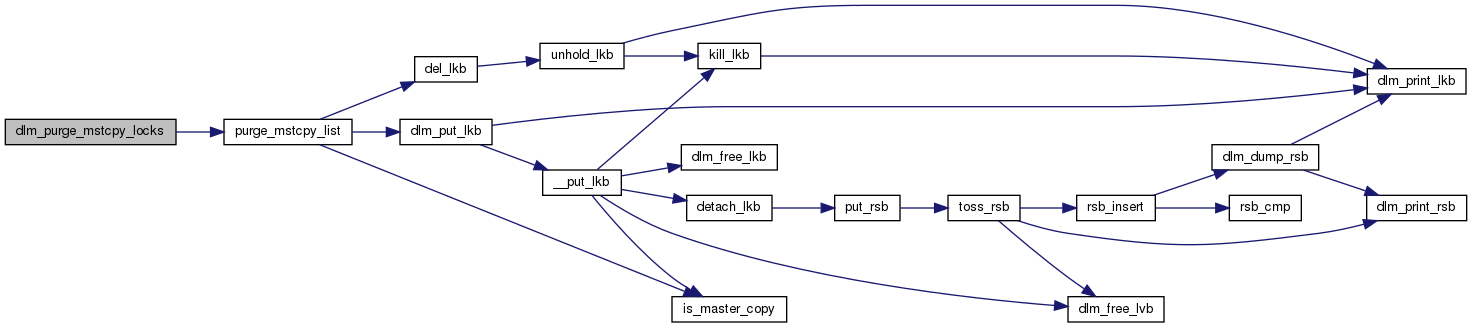 dlm_purge_mstcpy_locks
purge_mstcpy_list
del_lkb
dlm_put_lkb
unhold_lkb
__put_lkb
kill_lkb
dlm_free_lkb
detach_lkb
is_master_copy
put_rsb
toss_rsb
rsb_insert
dlm_free_lvb
dlm_dump_rsb
rsb_cmp
dlm_print_lkb
dlm_print_rsb